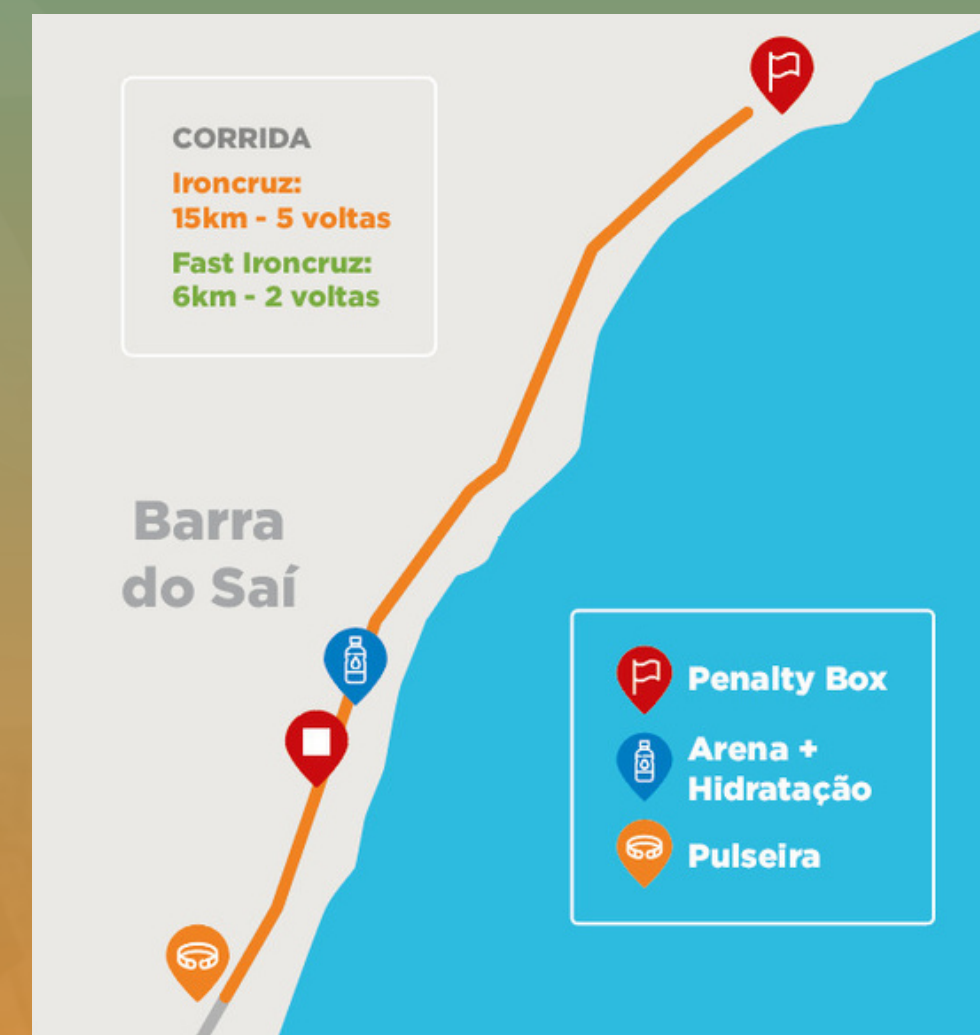 CORRIDA
Ironcruz:
15km - 5 voltas
Fast Ironcruz:
6km - 2 voltas
Barra
do Saí
Penalty Box
Arena +
Hidratação
Pulseira